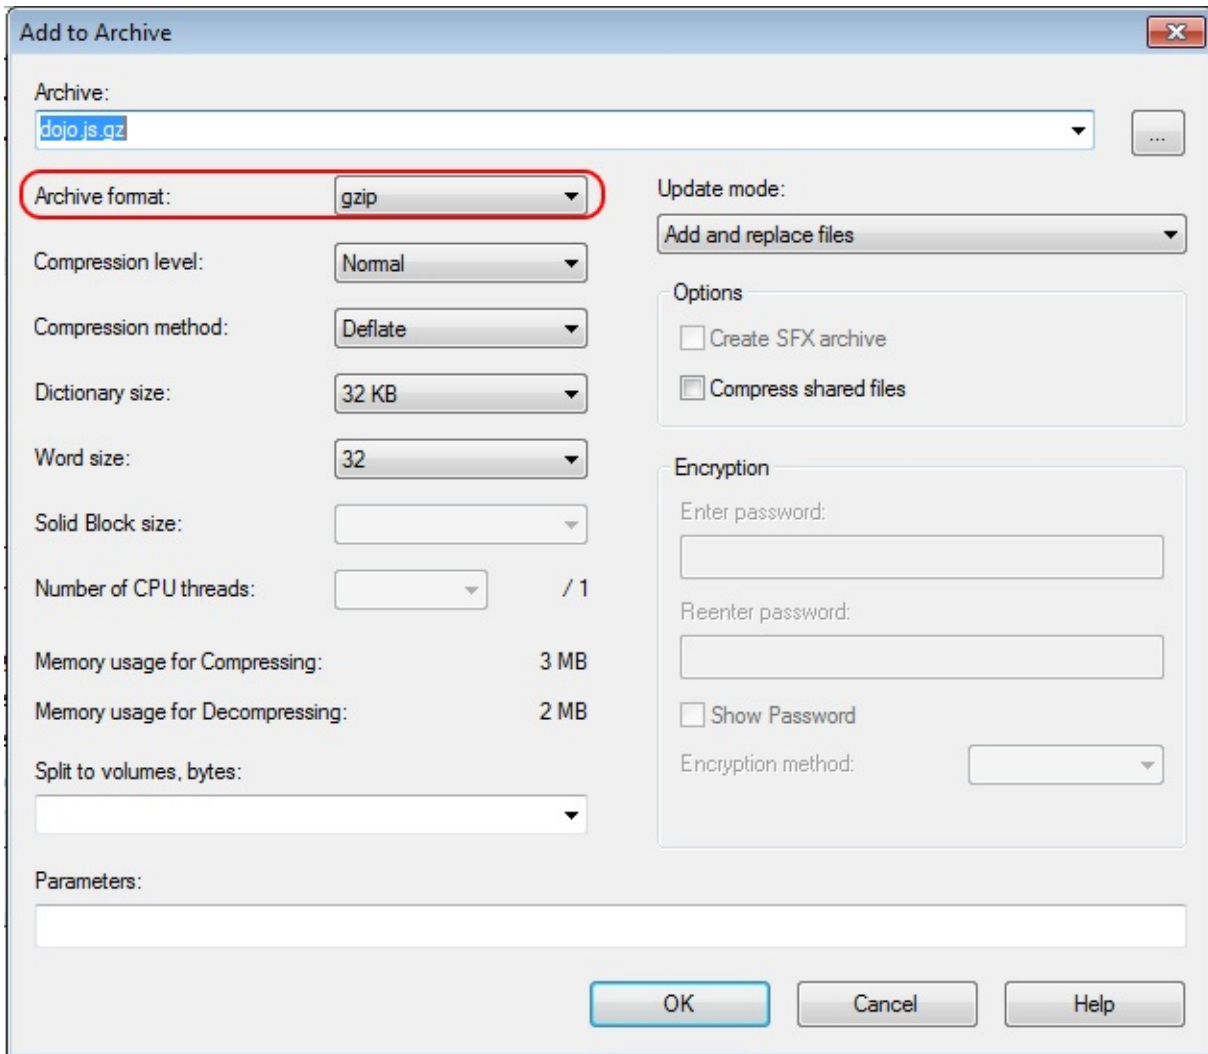 Add to Archive
Archive:
dojo.js.gz
...
Archive format: gzip
Compression level: Normal
Compression method: Deflate
Dictionary size: 32 KB
Word size: 32
Solid Block size:
Number of CPU threads: / 1
Memory usage for Compressing: 3 MB
Memory usage for Decompressing: 2 MB
Split to volumes, bytes:
Update mode:
Add and replace files
Options
Create SFX archive
Compress shared files
Encryption
Enter password:
Reenter password:
Show Password
Encryption method:
Parameters:
OK Cancel Help